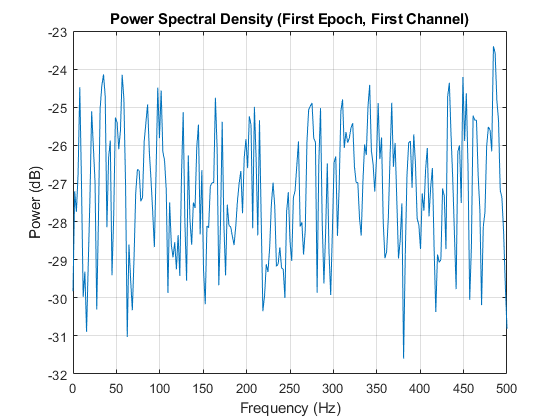 Power Spectral Density (First Epoch, First Channel)
-23
-24
-25
-26
-27
-28
-29
-30
-31
-32
Power (dB)
0 50 100 150 200 250 300 350 400 450 500
Frequency (Hz)